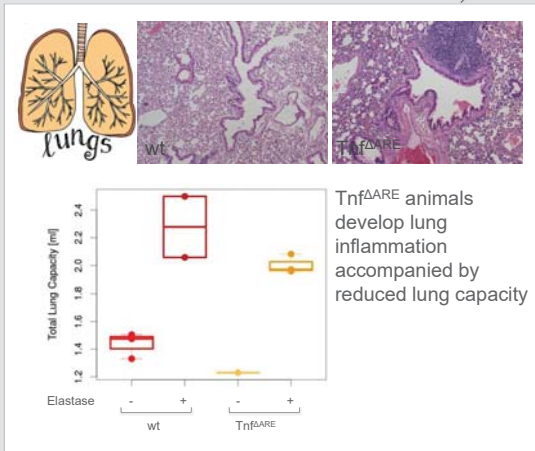 lungs
wt
Tnf^ΔARE
Tnf^ΔARE animals
develop lung
inflammation
accompanied by
reduced lung capacity
Total Lung Capacity [ml]
2.4
2.2
2.0
1.8
1.6
1.4
1.2
Elastase - + - +
wt Tnf^ΔARE